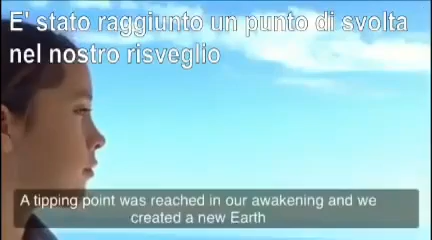 E' stato raggiunto un punto di svolta
nel nostro risveglio
A tipping point was reached in our awakening and we
created a new Earth